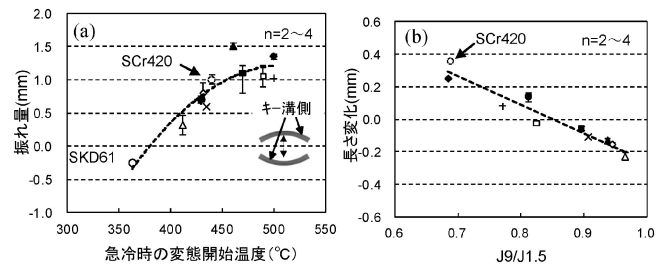 (a)
n=2～4
SCr420
SKD61
キー溝側
振れ量(mm)
1.5
1.5
1.0
0.5
0.0
-0.5
1.0
300
350
400
450
500
550
急冷時の変態開始温度(℃)
(b)
SCr420
n=2～4
長さ変化(mm)
0.6
0.4
0.2
0.0
-0.2
-0.4
-0.6
0.6
0.7
0.8
0.9
1.0
J9/J1.5